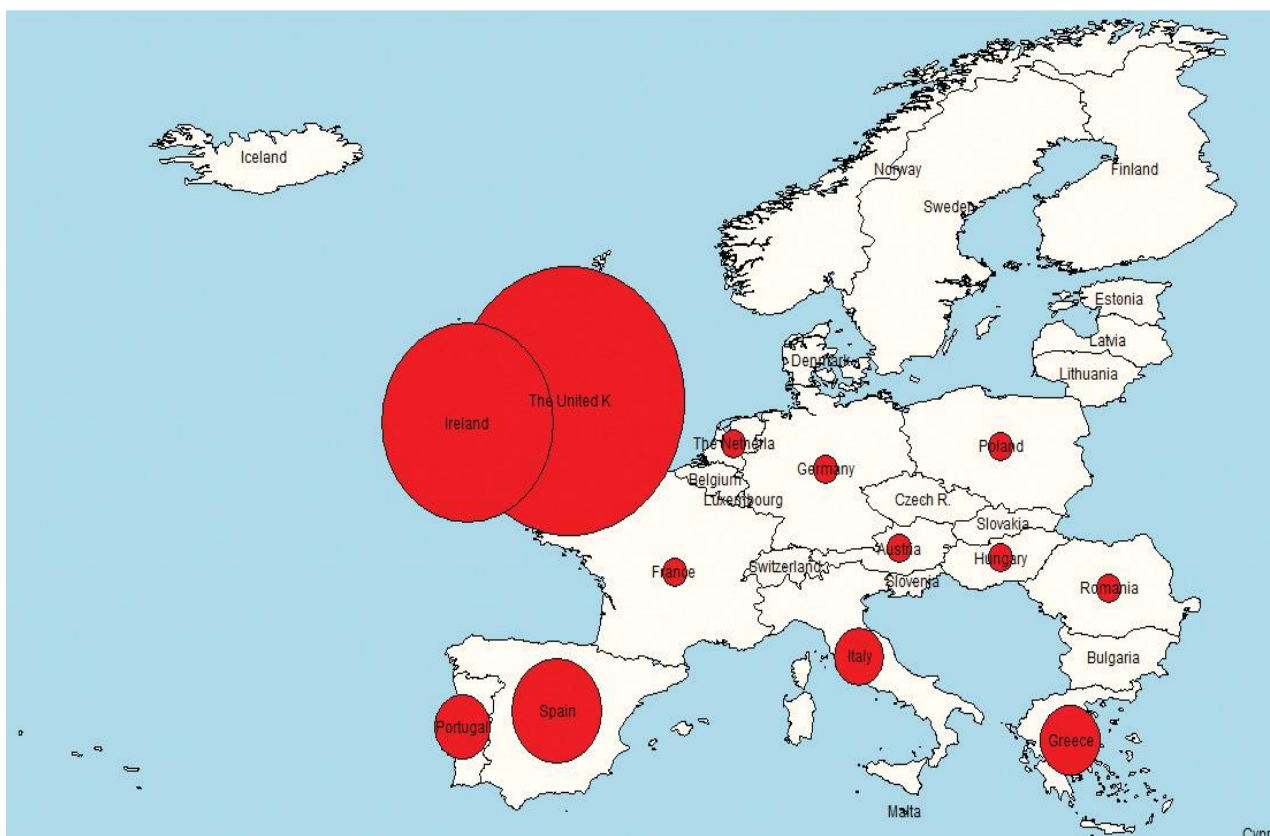 Iceland
Norway
Finland
Sweden
Estonia
Latvia
Denmark
Lithuania
The United K
Ireland
The Netherla
Poland
Germany
Belgium
Luxembourg
Czech R.
Slovakia
Austria
Hungary
France
Switzerland
Slovenia
Romania
Italy
Bulgaria
Spain
Portugal
Greece
Malta
Cyp